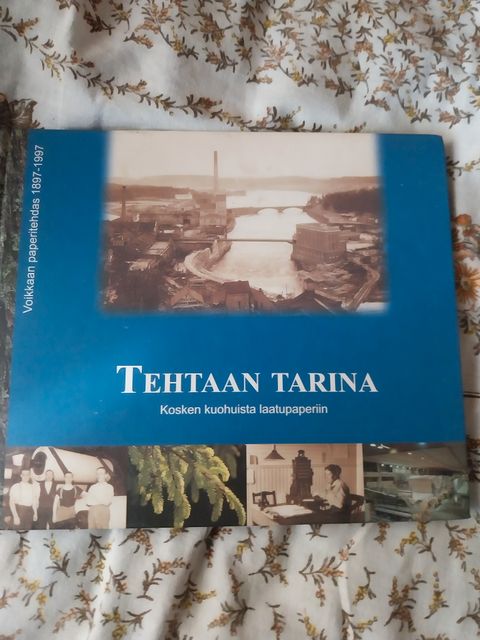 Voikkaan paperitehdas 1897-1997
TEHTAAN TARINA
Kosken kuohuista laatupaperiin